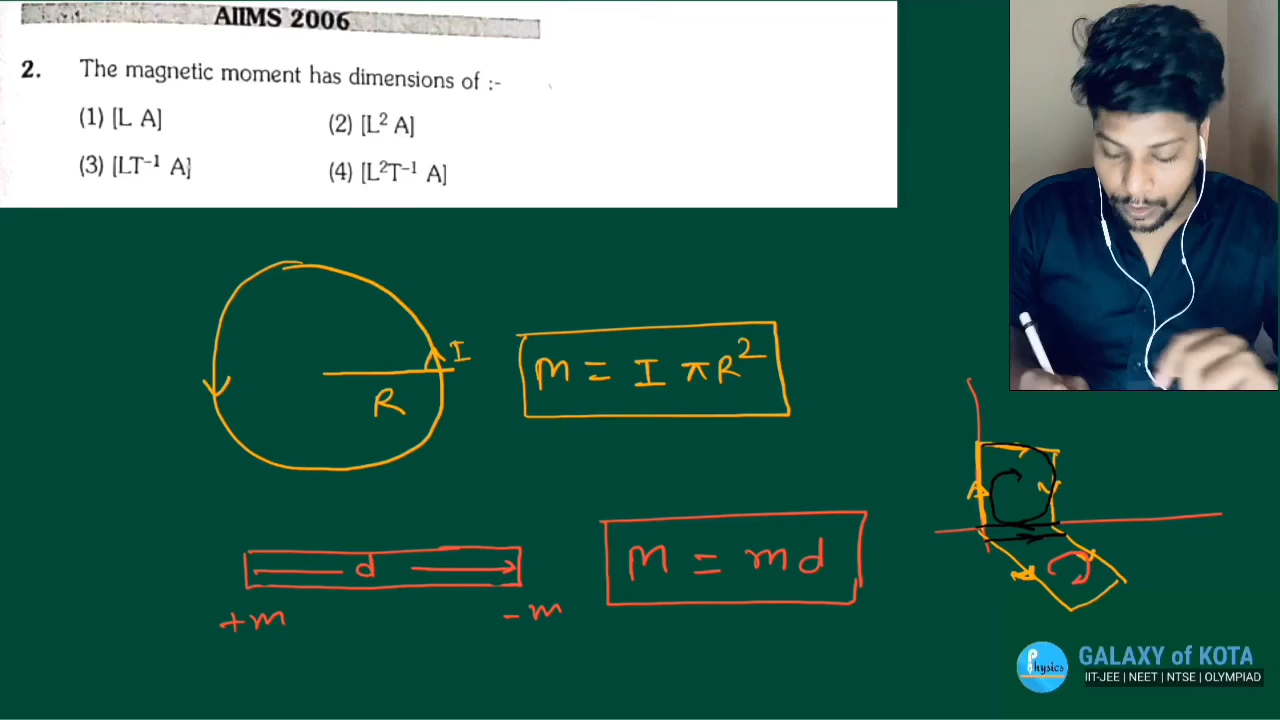 AIIMS 2006
2. The magnetic moment has dimensions of :-
(1) [L A] (2) [L² A]
(3) [LT⁻¹ A] (4) [L²T⁻¹ A]
I
R
M = I πR²
d
+m
-m
M = md
Physics
GALAXY of KOTA
IIT-JEE | NEET | NTSE | OLYMPIAD